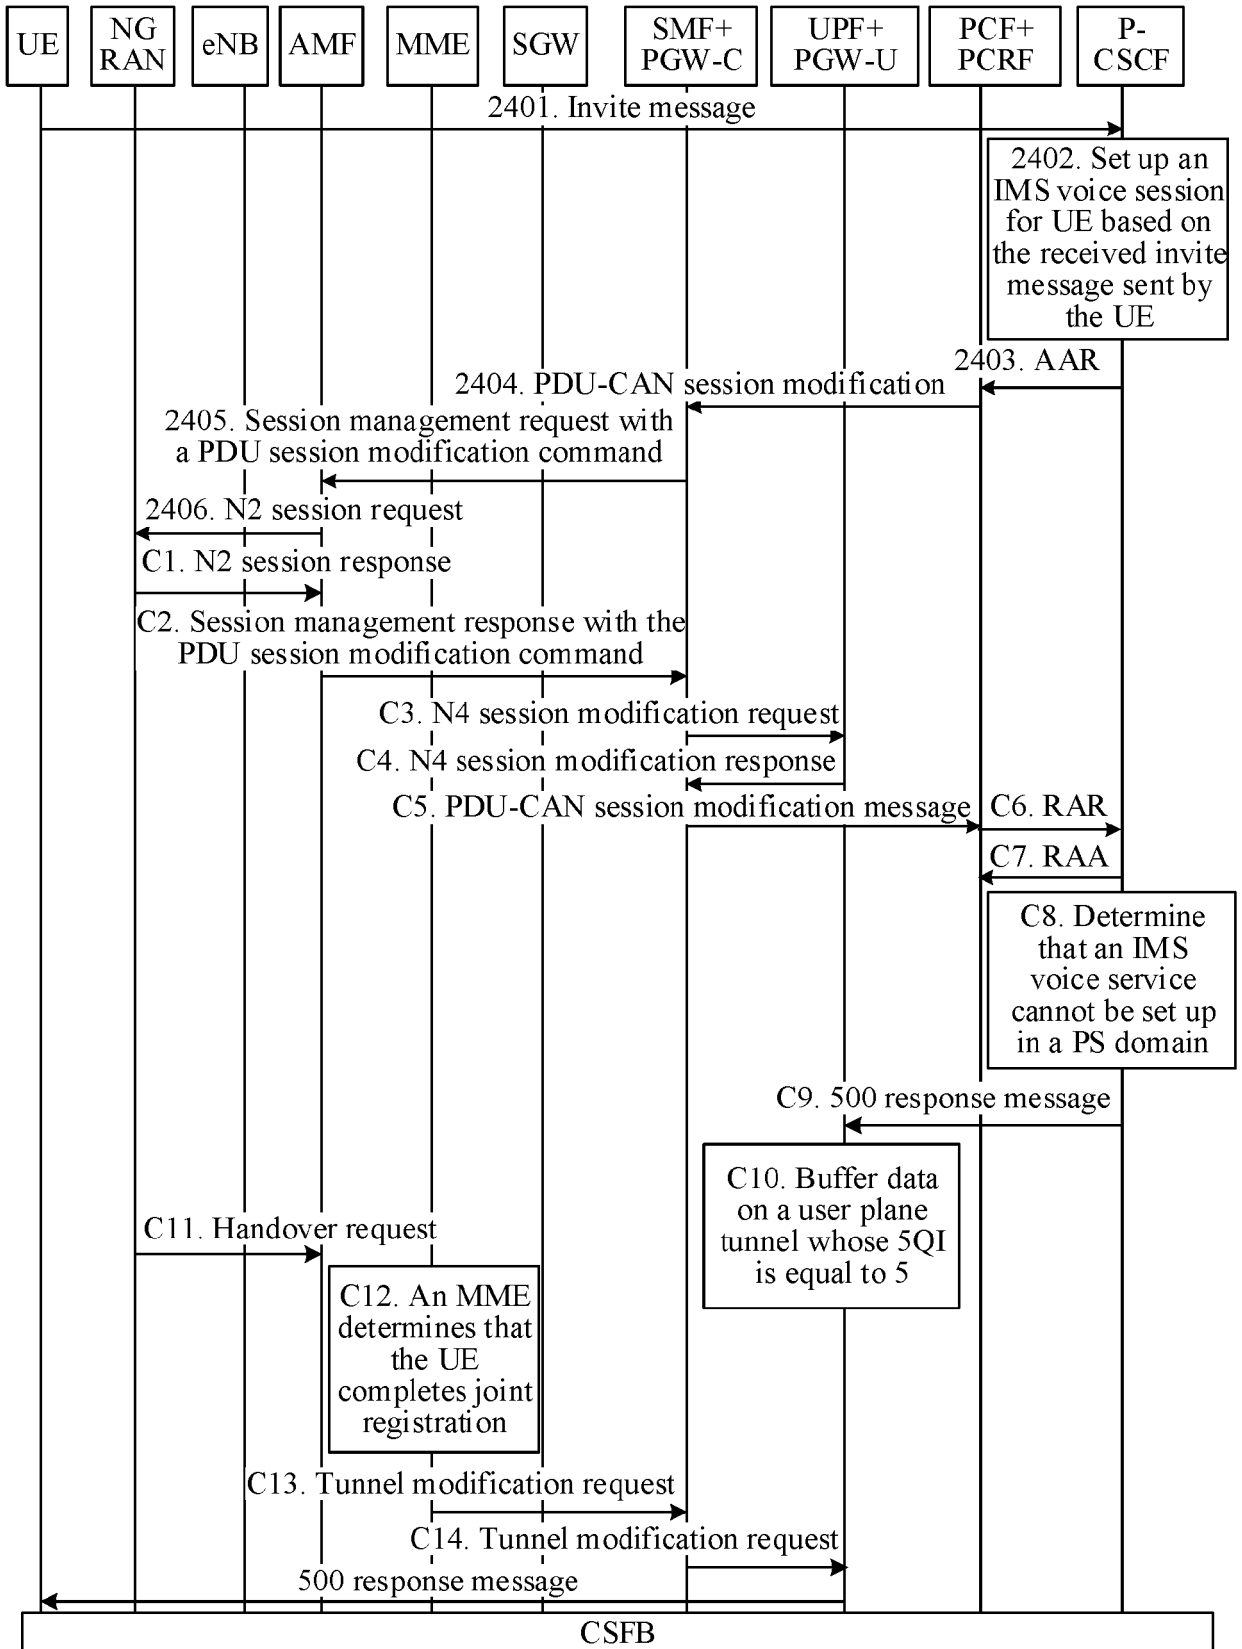 UE
NG
RAN
eNB
AMF
MME
SGW
SMF+
PGW-C
UPF+
PGW-U
PCF+
PCRF
P-
CSCF
2401. Invite message
2402. Set up an
IMS voice session
for UE based on
the received invite
message sent by
the UE
2403. AAR
2404. PDU-CAN session modification
2405. Session management request with
a PDU session modification command
2406. N2 session request
C1. N2 session response
C2. Session management response with the
PDU session modification command
C3. N4 session modification request
C4. N4 session modification response
C5. PDU-CAN session modification message
C6. RAR
C7. RAA
C8. Determine
that an IMS
voice service
cannot be set up
in a PS domain
C9. 500 response message
C10. Buffer data
on a user plane
tunnel whose 5QI
is equal to 5
C11. Handover request
C12. An MME
determines that
the UE
completes joint
registration
C13. Tunnel modification request
C14. Tunnel modification request
500 response message
CSFB